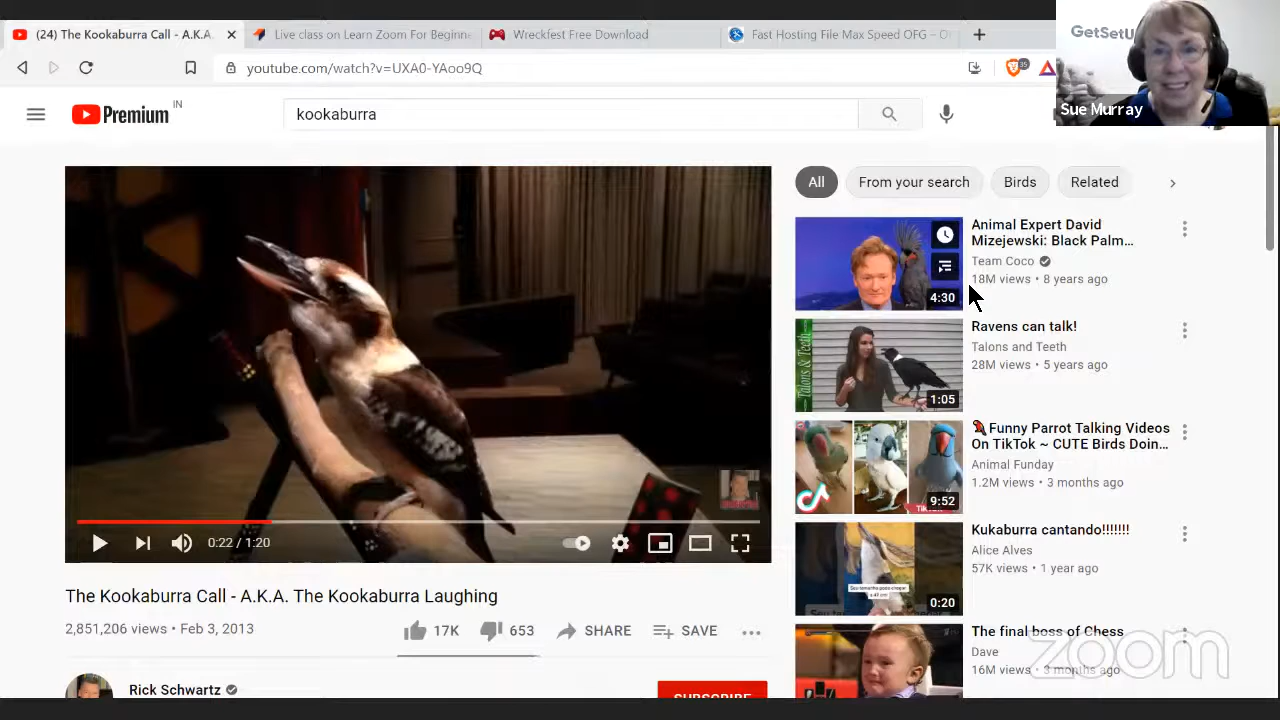 (24) The Kookaburra Call - A.K.A.
Live class on Learn Zoom For Beginne
Wreckfest Free Download
Fast Hosting File Max Speed OFG – O
GetSetU
Sue Murray
youtube.com/watch?v=UXA0-YAoo9Q
Premium IN
kookaburra
All
From your search
Birds
Related
Animal Expert David
Mizejewski: Black Palm...
Team Coco
18M views • 8 years ago
4:30
Ravens can talk!
Talons and Teeth
28M views • 5 years ago
Talons & Teeth
1:05
Funny Parrot Talking Videos
On TikTok ~ CUTE Birds Doin...
Animal Funday
1.2M views • 3 months ago
9:52
Kukaburra cantando!!!!!!!
Alice Alves
57K views • 1 year ago
0:20
The final boss of Chess
Dave
16M views • 3 months ago
0:22 / 1:20
The Kookaburra Call - A.K.A. The Kookaburra Laughing
2,851,206 views • Feb 3, 2013
17K
653
SHARE
SAVE
Rick Schwartz
SUBSCRIBE
zoom